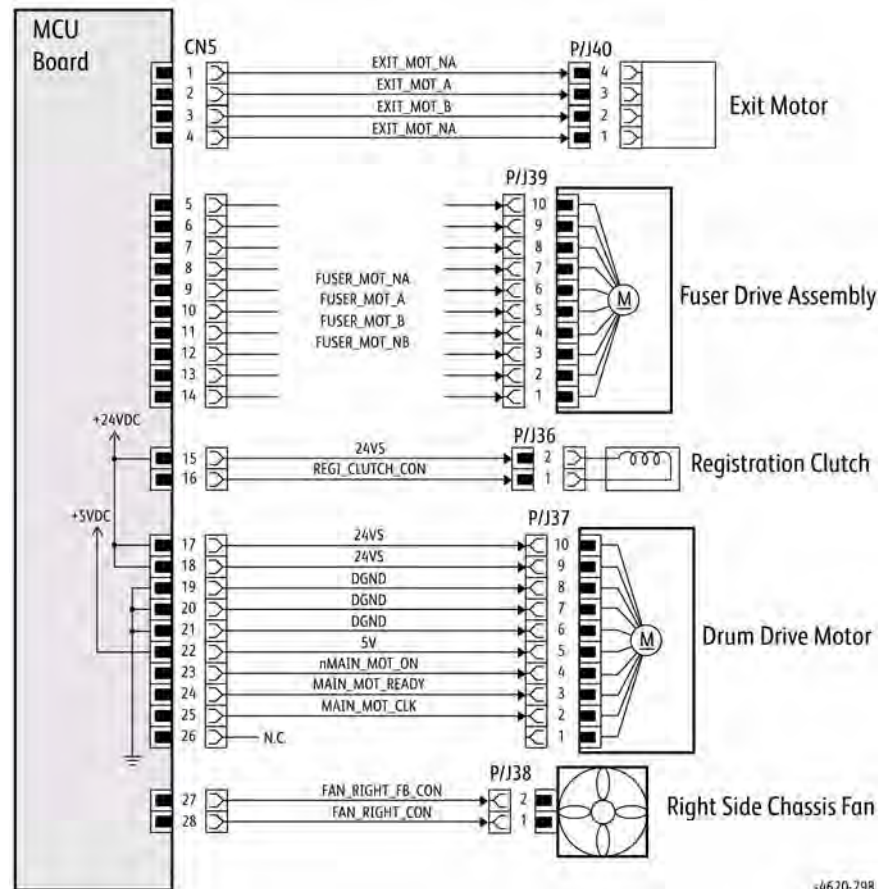 MCU
Board
CN5
P/J40
1 EXIT_MOT_NA 4
2 EXIT_MOT_A 3
3 EXIT_MOT_B 2
4 EXIT_MOT_NA 1
Exit Motor
P/J39
5 10
6 9
7 8
8 7
9 FUSER_MOT_NA 6
10 FUSER_MOT_A 5
11 FUSER_MOT_B 4
12 FUSER_MOT_NB 3
13 2
14 1
M
Fuser Drive Assembly
+24VDC
P/J36
15 24VS 2
16 REGI_CLUTCH_CON 1
Registration Clutch
+5VDC
P/J37
17 24VS 10
18 24VS 9
19 DGND 8
20 DGND 7
21 DGND 6
22 5V 5
23 nMAIN_MOT_ON 4
24 MAIN_MOT_READY 3
25 MAIN_MOT_CLK 2
26 N.C. 1
M
Drum Drive Motor
P/J38
27 FAN_RIGHT_FB_CON 2
28 FAN_RIGHT_CON 1
Right Side Chassis Fan
s4620-298